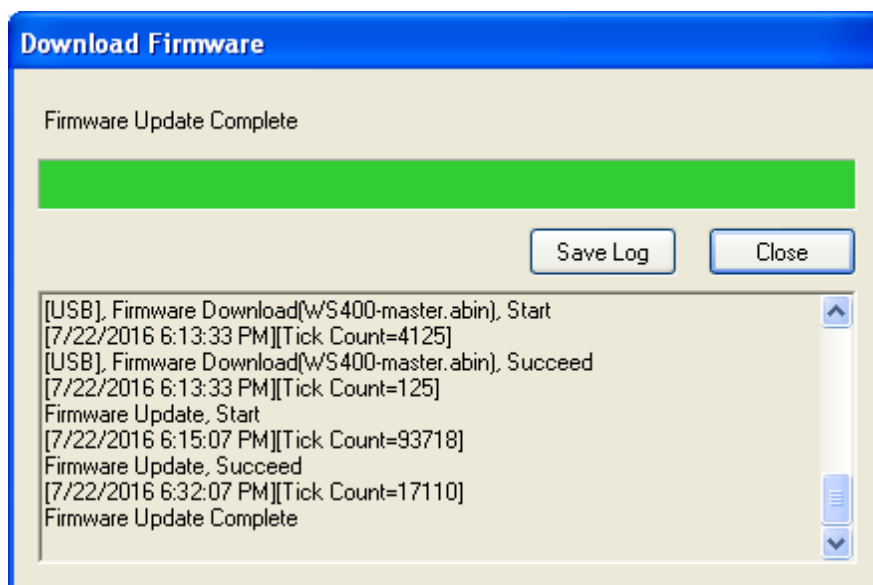 Download Firmware
Firmware Update Complete
Save Log
Close
[USB], Firmware Download(WS400-master.abin), Start
[7/22/2016 6:13:33 PM][Tick Count=4125]
[USB], Firmware Download(WS400-master.abin), Succeed
[7/22/2016 6:13:33 PM][Tick Count=125]
Firmware Update, Start
[7/22/2016 6:15:07 PM][Tick Count=93718]
Firmware Update, Succeed
[7/22/2016 6:32:07 PM][Tick Count=17110]
Firmware Update Complete